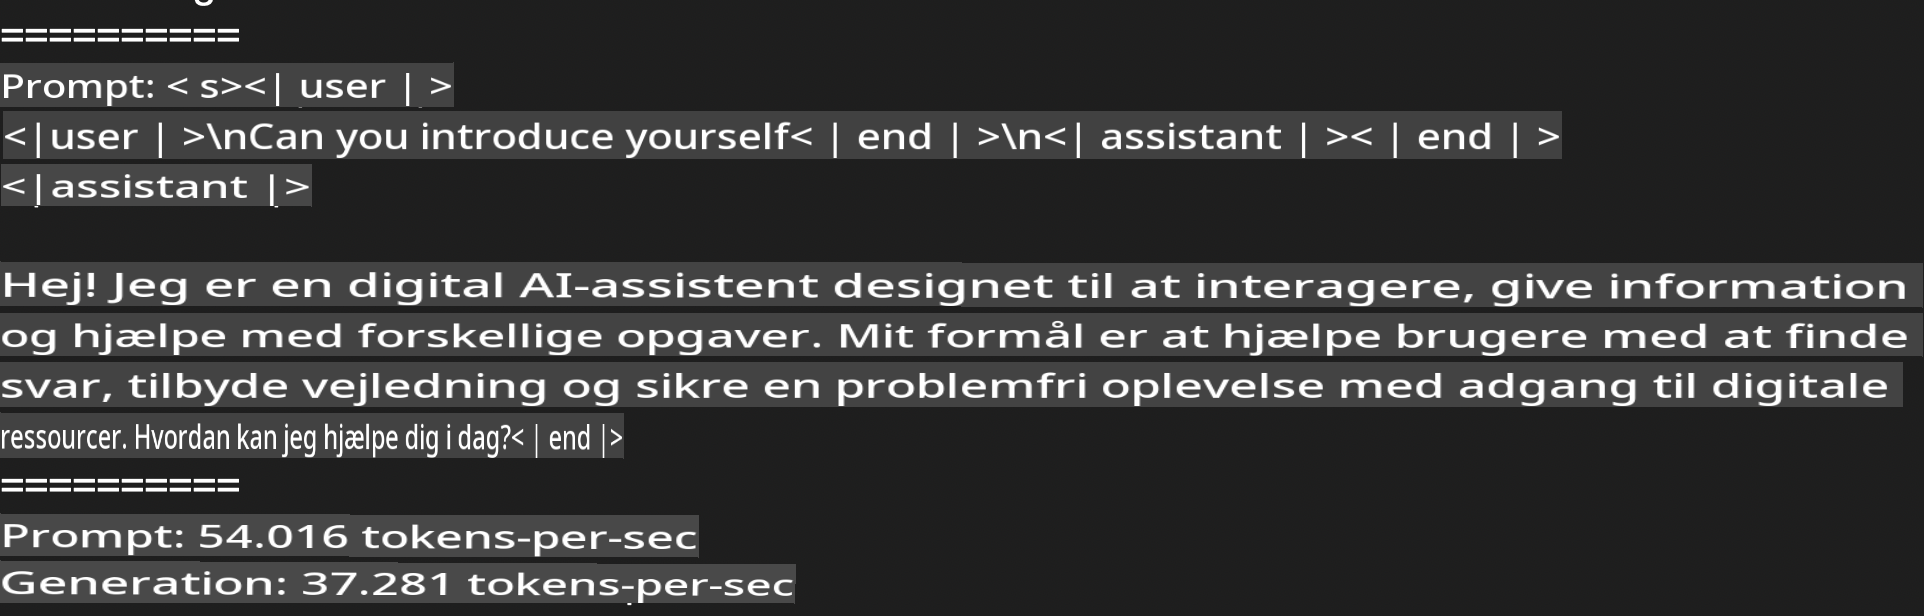 ==========
Prompt: < s><| user | >
<|user | >\nCan you introduce yourself< | end | >\n<| assistant | >< | end | >
<|assistant |>
Hej! Jeg er en digital AI-assistent designet til at interagere, give information
og hjælpe med forskellige opgaver. Mit formål er at hjælpe brugere med at finde
svar, tilbyde vejledning og sikre en problemfri oplevelse med adgang til digitale
ressourcer. Hvordan kan jeg hjælpe dig i dag?< | end |>
==========
Prompt: 54.016 tokens-per-sec
Generation: 37.281 tokens-per-sec